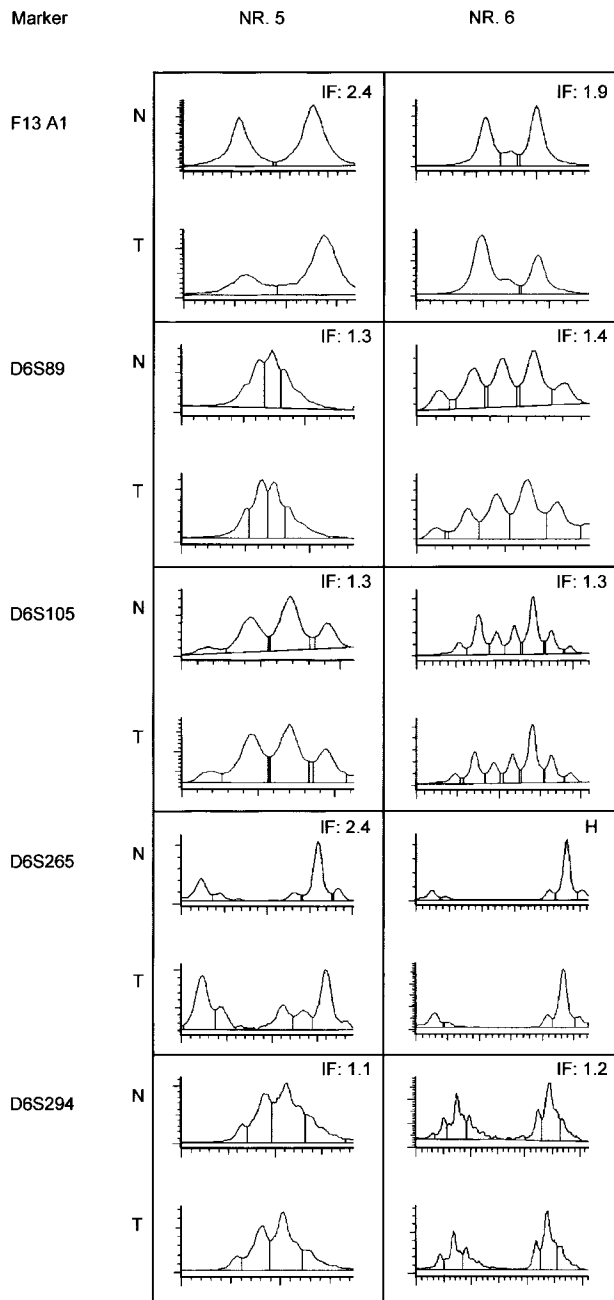 Marker NR. 5 NR. 6
IF: 2.4 IF: 1.9
F13 A1 N
T
IF: 1.3 IF: 1.4
D6S89 N
T
IF: 1.3 IF: 1.3
D6S105 N
T
IF: 2.4 H
D6S265 N
T
IF: 1.1 IF: 1.2
D6S294 N
T